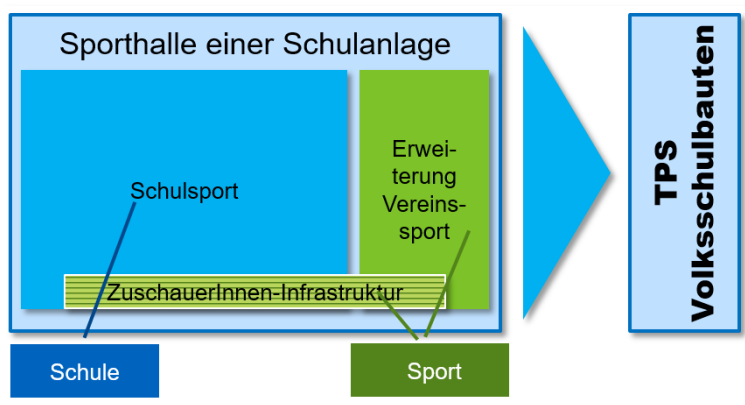 Sporthalle einer Schulanlage
Schulsport
Erwei-
terung
Vereins-
sport
ZuschauerInnen-Infrastruktur
Schule
Sport
TPS
Volksschulbauten